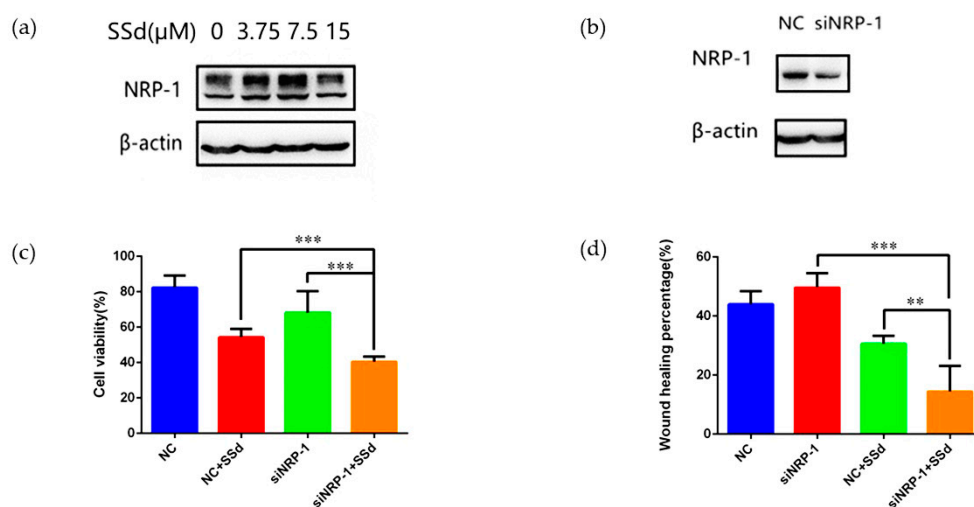 (a)
SSd(μM) 0 3.75 7.5 15
NRP-1
β-actin
(b)
NC siNRP-1
NRP-1
β-actin
(c)
Cell viability(%)
100
80
60
40
20
0
***
***
NC
NC+SSd
siNRP-1
siNRP-1+SSd
(d)
Wound healing percentage(%)
60
40
20
0
***
**
NC
siNRP-1
NC+SSd
siNRP-1+SSd